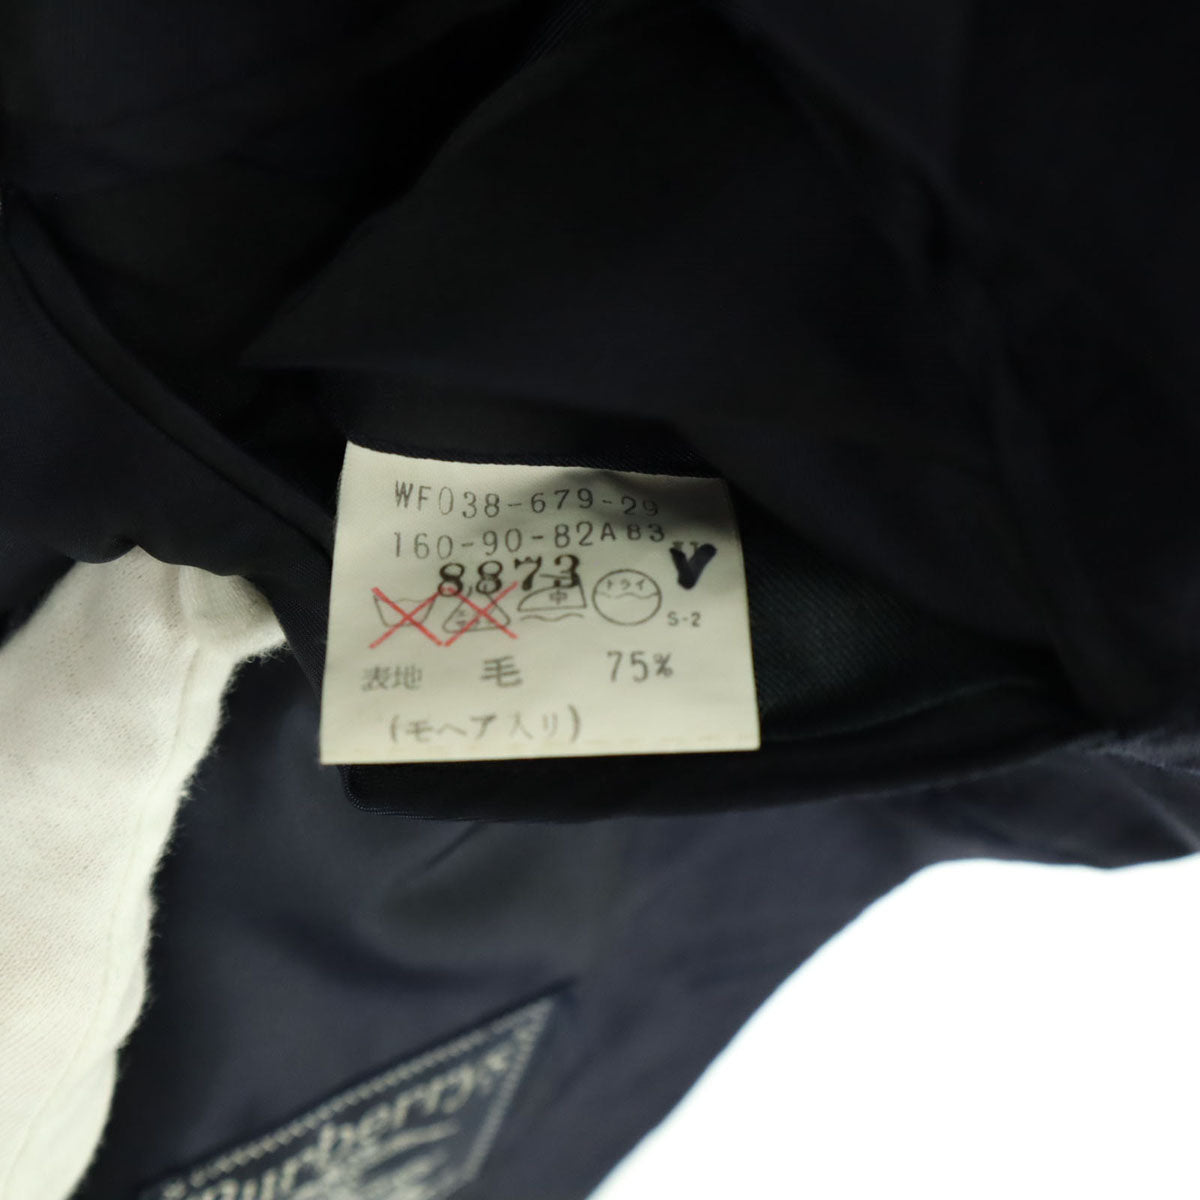 WF038-679-29
160-90-82A83
8873
中 ドライ
S-2
表地 毛 75%
(モヘア入り)
Burberrys